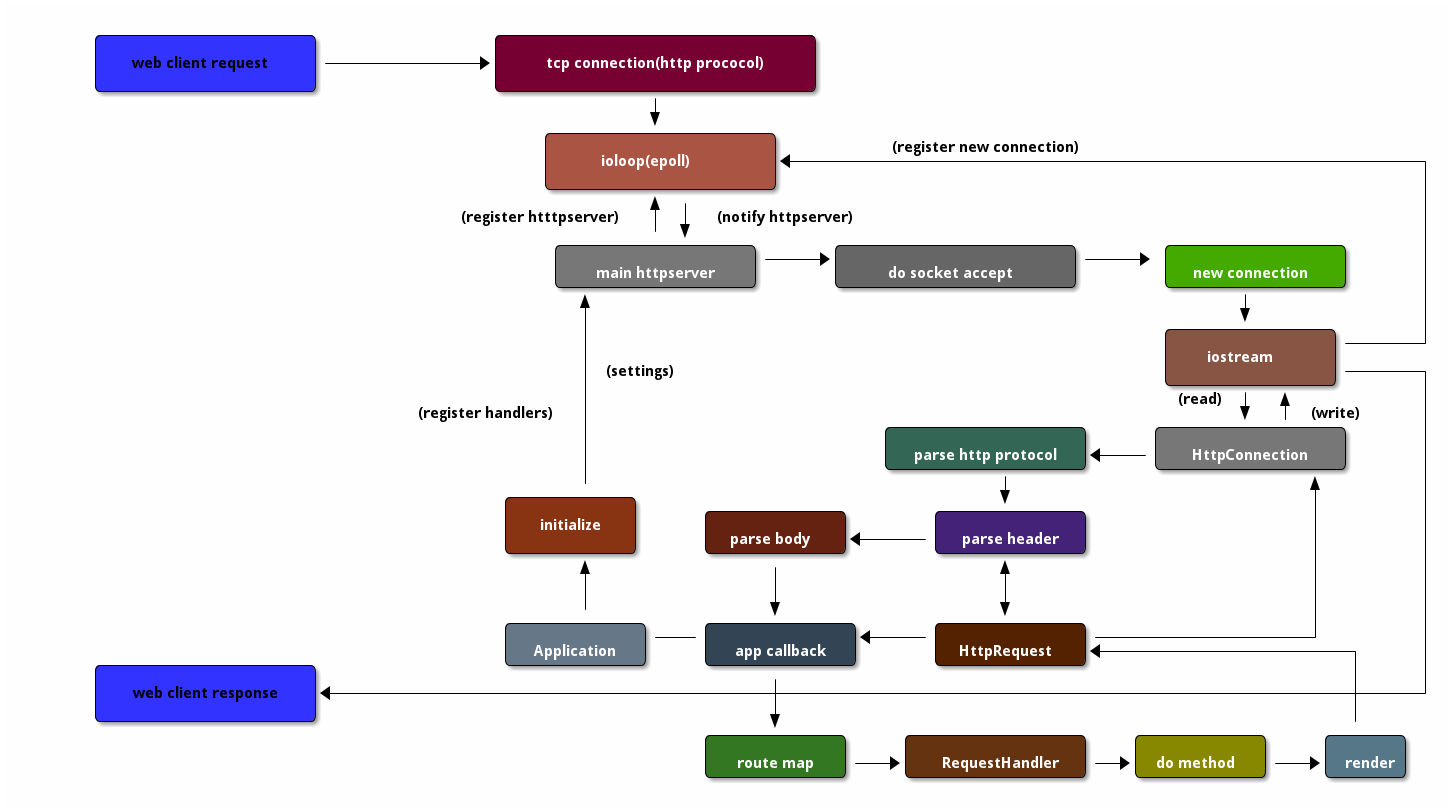 web client request
tcp connection(http prococol)
(register new connection)
ioloop(epoll)
(register htttpserver)
(notify httpserver)
main httpserver
do socket accept
new connection
iostream
(settings)
(read)
(write)
(register handlers)
parse http protocol
HttpConnection
initialize
parse body
parse header
Application
app callback
HttpRequest
web client response
route map
RequestHandler
do method
render